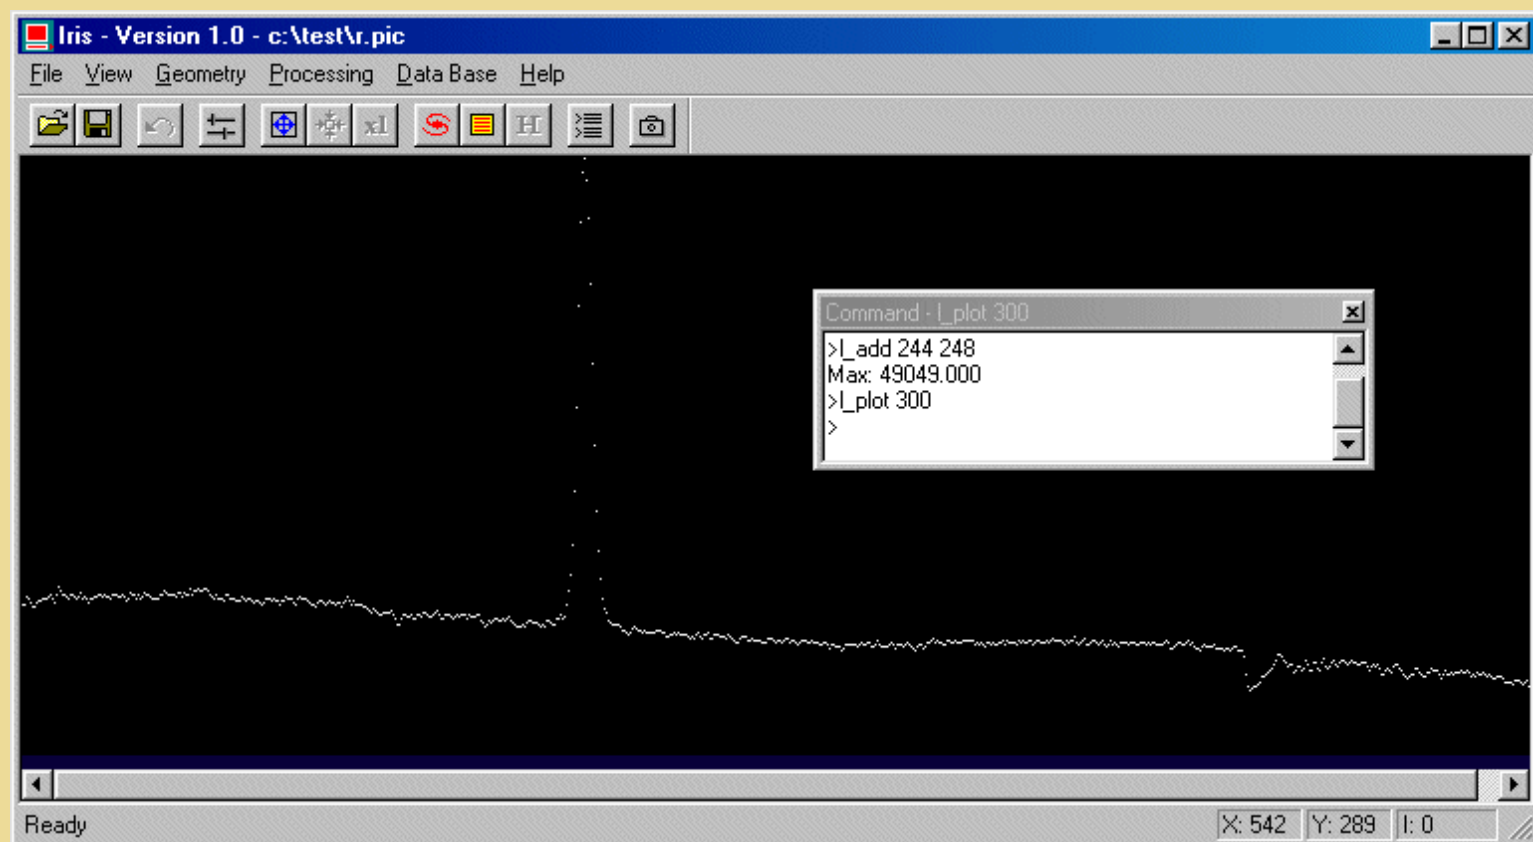 Iris - Version 1.0 - c:\test\r.pic
File View Geometry Processing Data Base Help
x1 H
Command - l_plot 300
>l_add 244 248
Max: 49049.000
>l_plot 300
>
Ready X: 542 Y: 289 I: 0